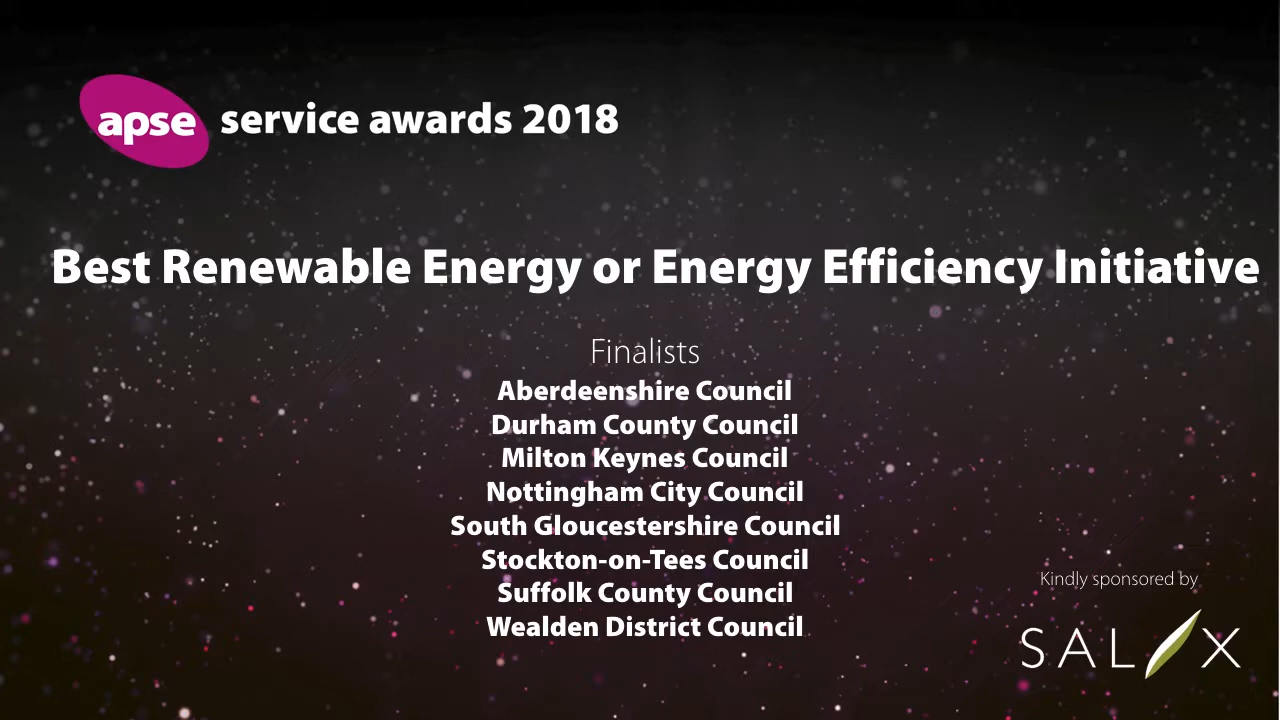 apse service awards 2018
Best Renewable Energy or Energy Efficiency Initiative
Finalists
Aberdeenshire Council
Durham County Council
Milton Keynes Council
Nottingham City Council
South Gloucestershire Council
Stockton-on-Tees Council
Suffolk County Council
Wealden District Council
Kindly sponsored by
SALIX